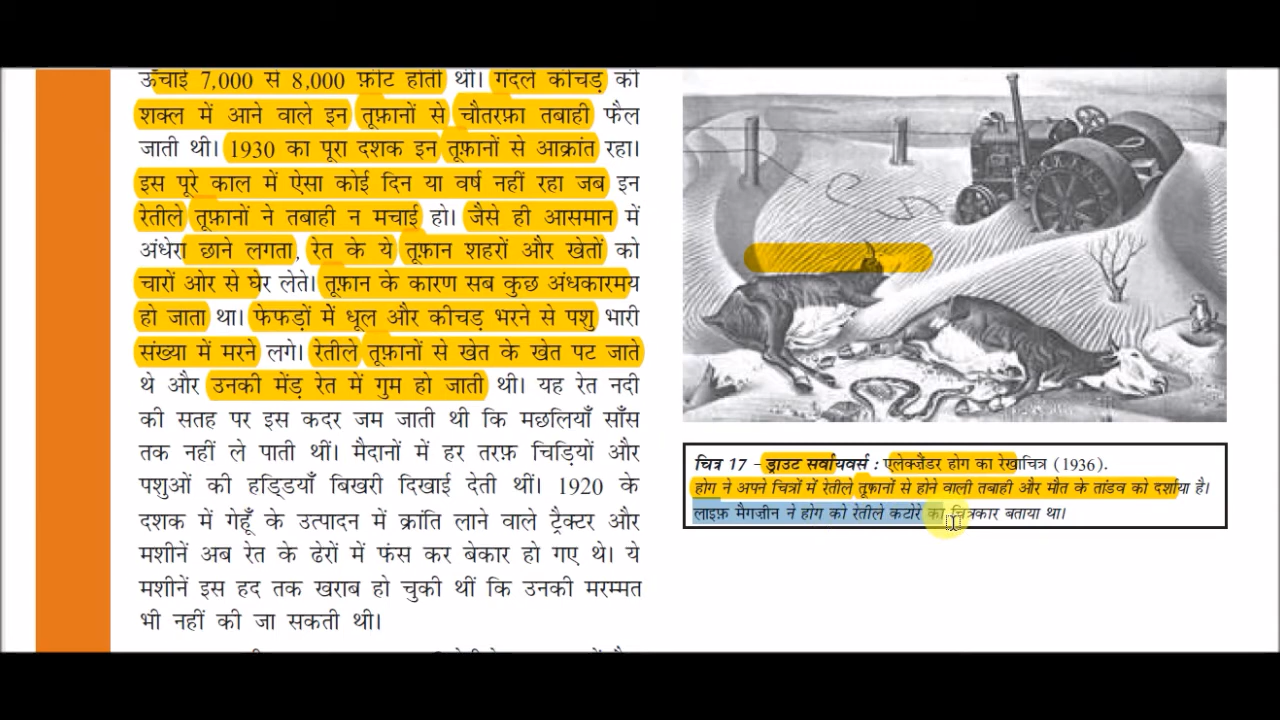 ऊँचाई 7,000 से 8,000 फ़ीट होती थी। गंदले कीचड़ की
शक्ल में आने वाले इन तूफ़ानों से चौतरफ़ा तबाही फैल
जाती थी। 1930 का पूरा दशक इन तूफ़ानों से आक्रांत रहा।
इस पूरे काल में ऐसा कोई दिन या वर्ष नहीं रहा जब इन
रेतीले तूफ़ानों ने तबाही न मचाई हो। जैसे ही आसमान में
अंधेरा छाने लगता, रेत के ये तूफ़ान शहरों और खेतों को
चारों ओर से घेर लेते। तूफ़ान के कारण सब कुछ अंधकारमय
हो जाता था। फेफड़ों में धूल और कीचड़ भरने से पशु भारी
संख्या में मरने लगे। रेतीले तूफ़ानों से खेत के खेत पट जाते
थे और उनकी मेंड़ रेत में गुम हो जाती थी। यह रेत नदी
की सतह पर इस कदर जम जाती थी कि मछलियाँ साँस
तक नहीं ले पाती थीं। मैदानों में हर तरफ़ चिड़ियों और
पशुओं की हड्डियाँ बिखरी दिखाई देती थीं। 1920 के
दशक में गेहूँ के उत्पादन में क्रांति लाने वाले ट्रैक्टर और
मशीनें अब रेत के ढेरों में फंस कर बेकार हो गए थे। ये
मशीनें इस हद तक खराब हो चुकी थीं कि उनकी मरम्मत
भी नहीं की जा सकती थी।
चित्र 17 – ड्राउट सर्वायवर्स : एलेक्ज़ेंडर होग का रेखाचित्र (1936).
होग ने अपने चित्रों में रेतीले तूफ़ानों से होने वाली तबाही और मौत के तांडव को दर्शाया है।
लाइफ़ मैगज़ीन ने होग को रेतीले कटोरे का चित्रकार बताया था।